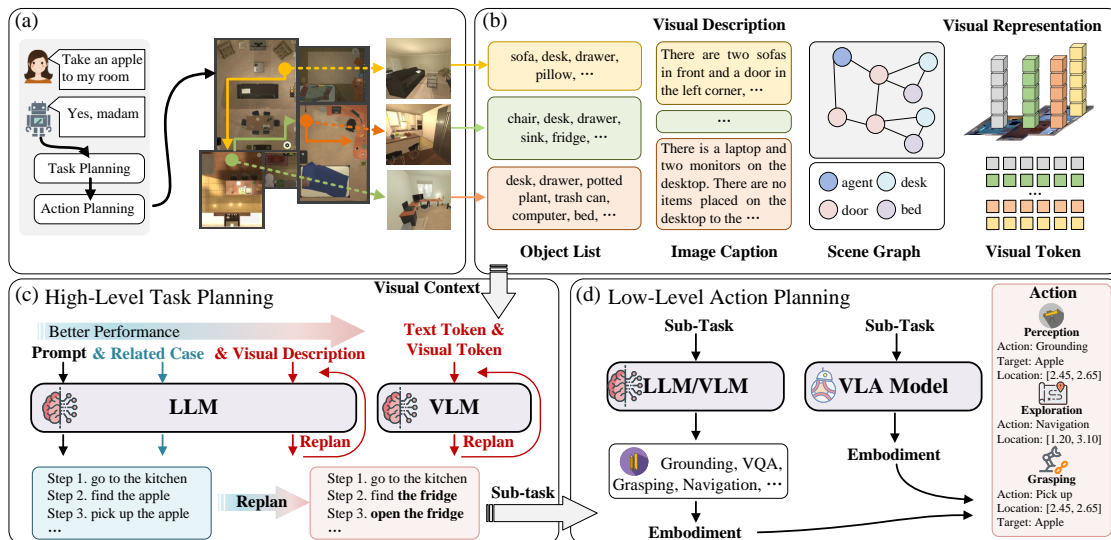 (a)
Take an apple
to my room
Yes, madam
Task Planning
Action Planning
(b)
Visual Description
Visual Representation
sofa, desk, drawer,
pillow, ···
chair, desk, drawer,
sink, fridge, ···
desk, drawer, potted
plant, trash can,
computer, bed, ···
Object List
There are two sofas
in front and a door in
the left corner, ···
···
There is a laptop and
two monitors on the
desktop. There are no
items placed on the
desktop to the ···
Image Caption
agent
desk
door
bed
Scene Graph
···
Visual Token
Visual Context
(c) High-Level Task Planning
Better Performance
Prompt & Related Case & Visual Description
LLM
Replan
Text Token &
Visual Token
VLM
Replan
Step 1. go to the kitchen
Step 2. find the apple
Step 3. pick up the apple
···
Replan
Step 1. go to the kitchen
Step 2. find the fridge
Step 3. open the fridge
···
Sub-task
(d) Low-Level Action Planning
Sub-Task
LLM/VLM
Grounding, VQA,
Grasping, Navigation, ···
Embodiment
Sub-Task
VLA Model
Embodiment
Action
Perception
Action: Grounding
Target: Apple
Location: [2.45, 2.65]
Exploration
Action: Navigation
Location: [1.20, 3.10]
Grasping
Action: Pick up
Location: [2.45, 2.65]
Target: Apple